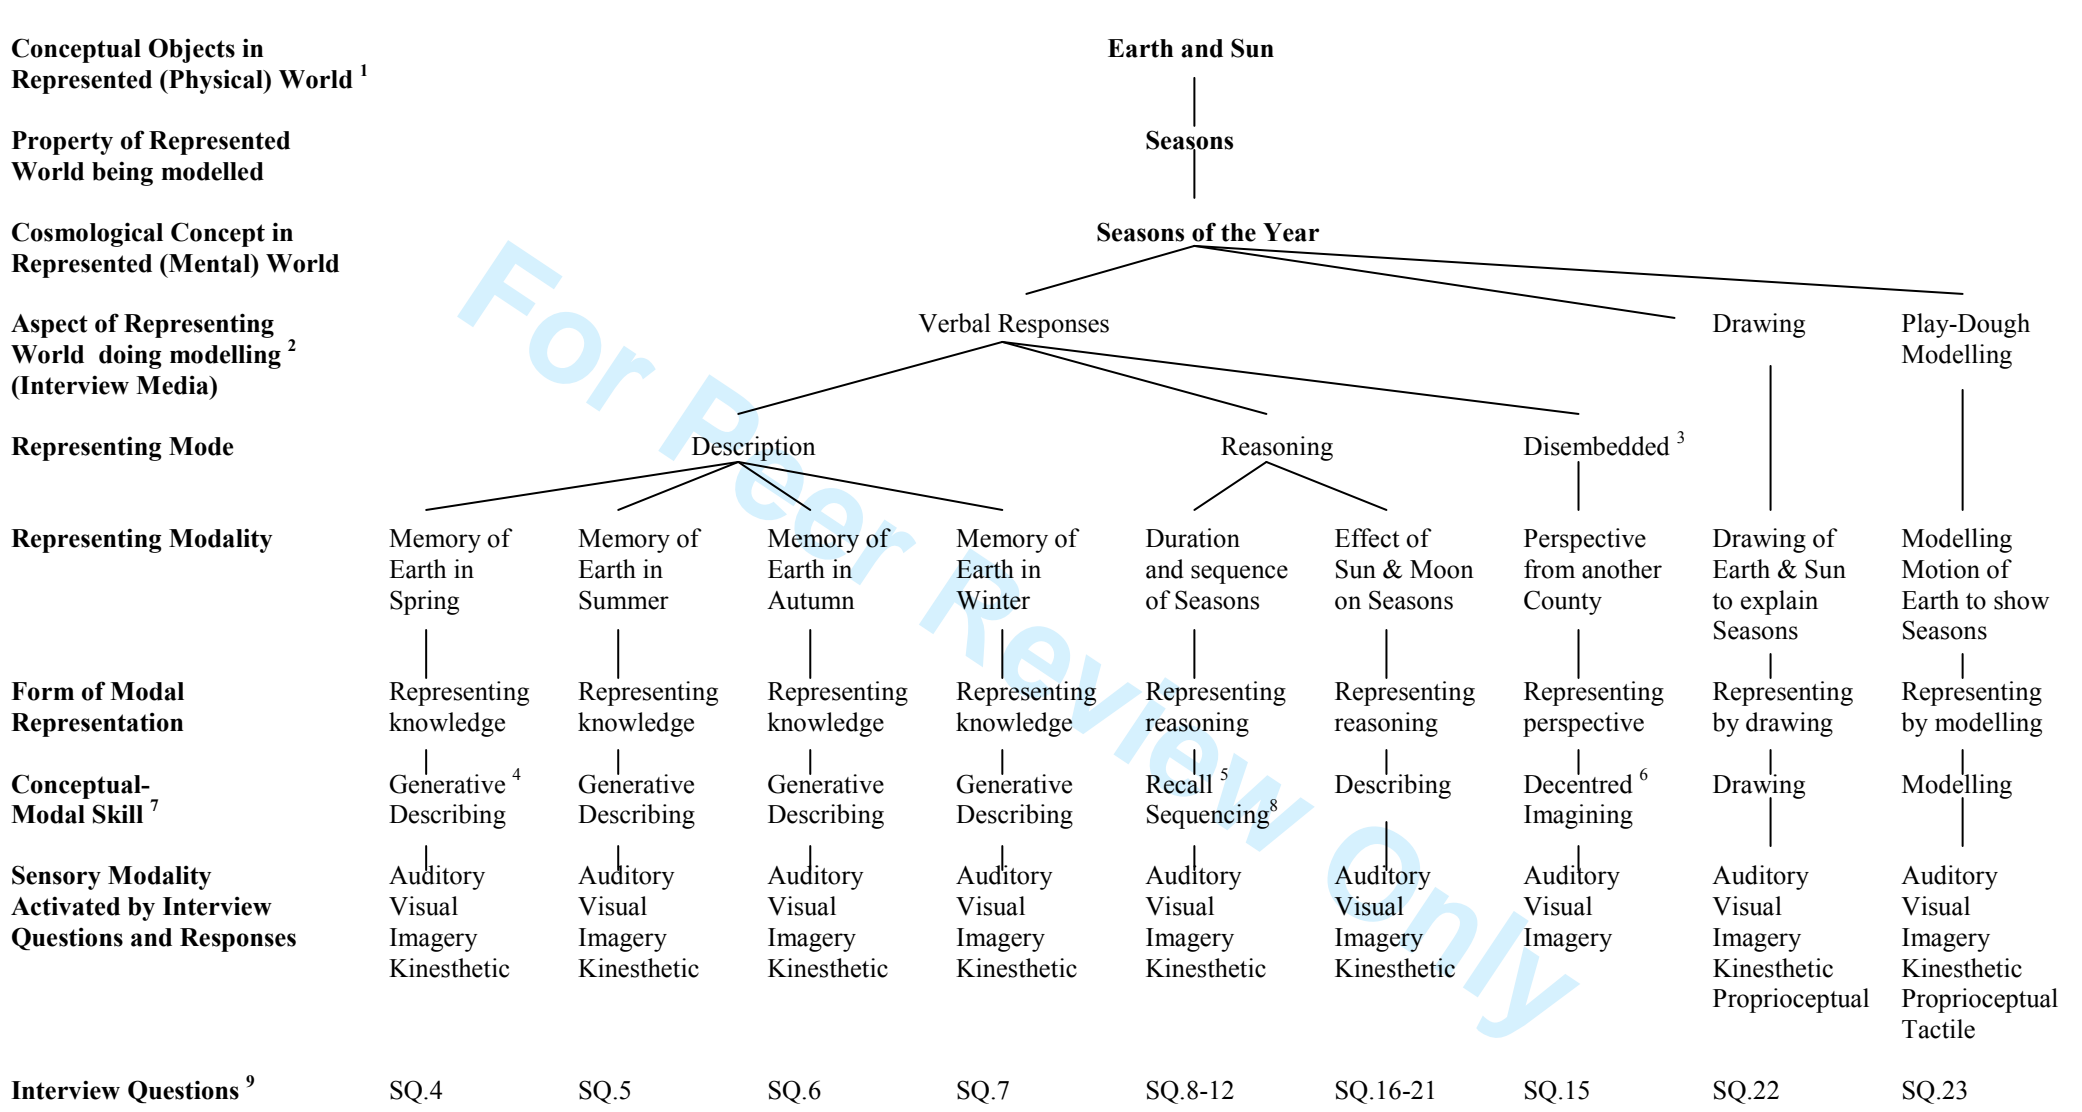 Conceptual Objects in Earth and Sun
Represented (Physical) World 1
Property of Represented Seasons
World being modelled
Cosmological Concept in Seasons of the Year
Represented (Mental) World
Aspect of Representing Verbal Responses Drawing Play-Dough
World doing modelling 2 Modelling
(Interview Media)
Representing Mode Description Reasoning Disembedded 3
Representing Modality Memory of Memory of Memory of Memory of Duration Effect of Perspective Drawing of Modelling
Earth in Earth in Earth in Earth in and sequence Sun & Moon from another Earth & Sun Motion of
Spring Summer Autumn Winter of Seasons on Seasons County to explain Earth to show
Seasons Seasons
Form of Modal Representing Representing Representing Representing Representing Representing Representing Representing Representing
Representation knowledge knowledge knowledge knowledge reasoning reasoning perspective by drawing by modelling
Conceptual- Generative 4 Generative Generative Generative Recall 5 Describing Decentred 6 Drawing Modelling
Modal Skill 7 Describing Describing Describing Describing Sequencing8 Imagining
Sensory Modality Auditory Auditory Auditory Auditory Auditory Auditory Auditory Auditory Auditory
Activated by Interview Visual Visual Visual Visual Visual Visual Visual Visual Visual
Questions and Responses Imagery Imagery Imagery Imagery Imagery Imagery Imagery Imagery Imagery
Kinesthetic Kinesthetic Kinesthetic Kinesthetic Kinesthetic Kinesthetic Kinesthetic Kinesthetic
Proprioceptual Proprioceptual
Tactile
Interview Questions 9 SQ.4 SQ.5 SQ.6 SQ.7 SQ.8-12 SQ.16-21 SQ.15 SQ.22 SQ.23
For Peer Review Only